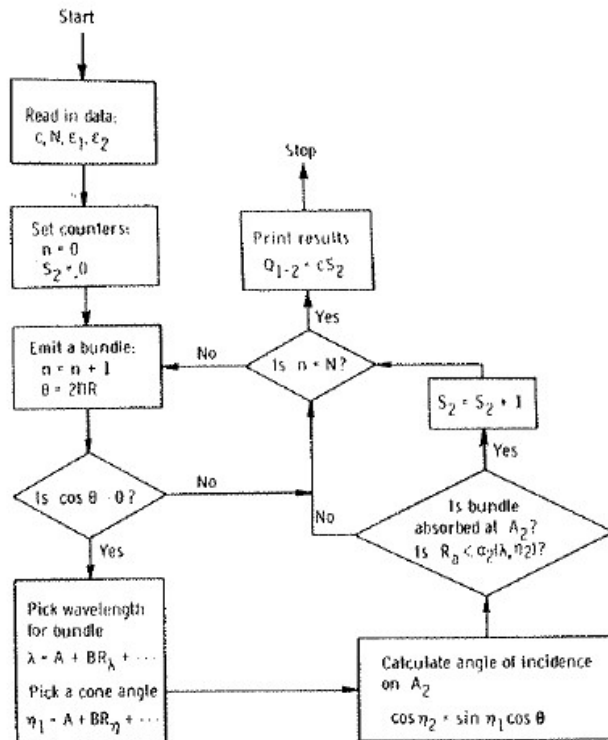 Start
Read in data:
c, N, ε₁, ε₂
Set counters:
n = 0
S₂ = 0
Emit a bundle:
n = n + 1
θ = 2ΠR
Is cos θ 0?
No
Yes
Pick wavelength
for bundle
λ = A + BR_λ + ···
Pick a cone angle
η₁ = A + BR_η + ···
Calculate angle of incidence
on A₂
cos η₂ = sin η₁ cos θ
Is bundle
absorbed at A₂?
Is Rₐ < α₂(λ, η₂)?
No
Yes
S₂ = S₂ + 1
Is n = N?
No
Yes
Print results
Q₁₋₂ = cS₂
Stop